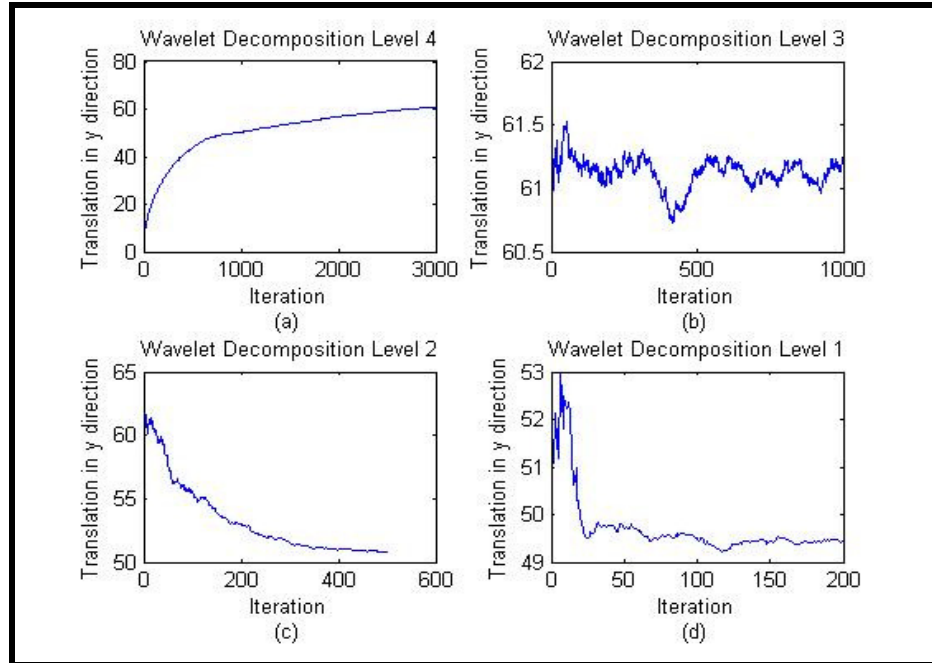 Wavelet Decomposition Level 4
Translation in y direction
80
60
40
20
0
0 1000 2000 3000
Iteration
(a)
Wavelet Decomposition Level 3
Translation in y direction
62
61.5
61
60.5
0 500 1000
Iteration
(b)
Wavelet Decomposition Level 2
Translation in y direction
65
60
55
50
0 200 400 600
Iteration
(c)
Wavelet Decomposition Level 1
Translation in y direction
53
52
51
50
49
0 50 100 150 200
Iteration
(d)